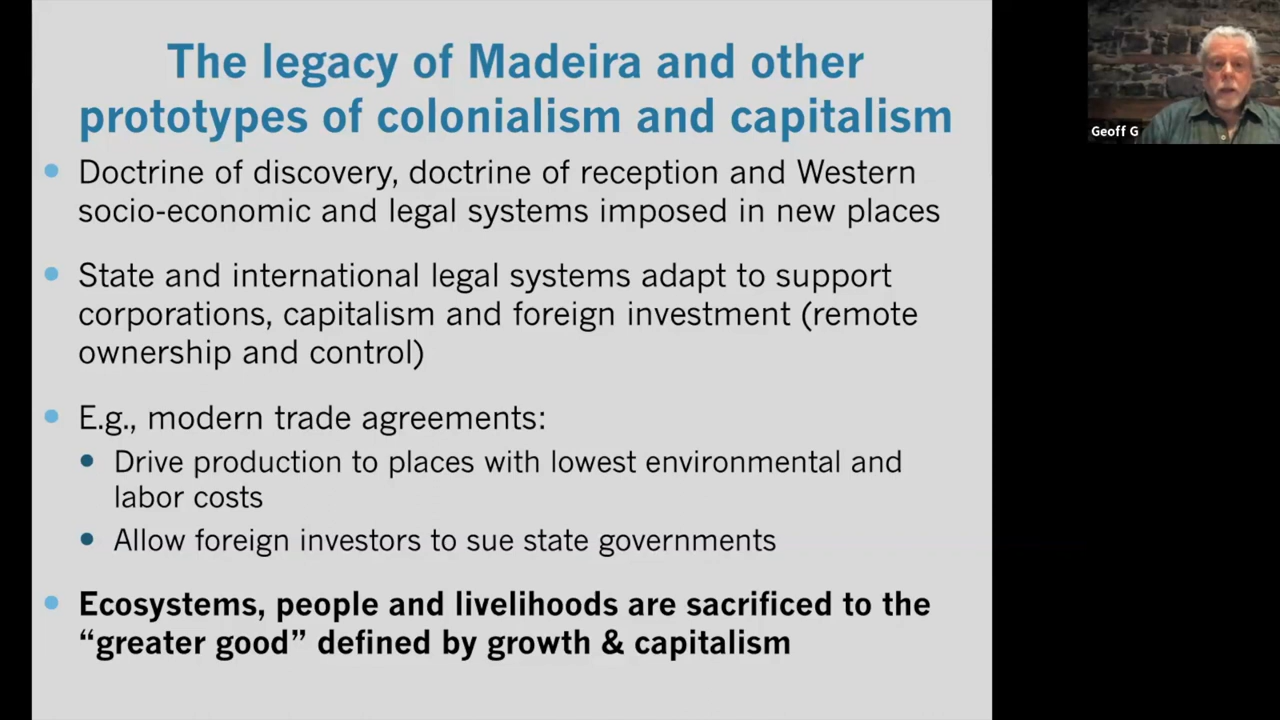 The legacy of Madeira and other
prototypes of colonialism and capitalism
• Doctrine of discovery, doctrine of reception and Western
socio-economic and legal systems imposed in new places
• State and international legal systems adapt to support
corporations, capitalism and foreign investment (remote
ownership and control)
• E.g., modern trade agreements:
• Drive production to places with lowest environmental and
labor costs
• Allow foreign investors to sue state governments
• Ecosystems, people and livelihoods are sacrificed to the
“greater good” defined by growth & capitalism
Geoff G